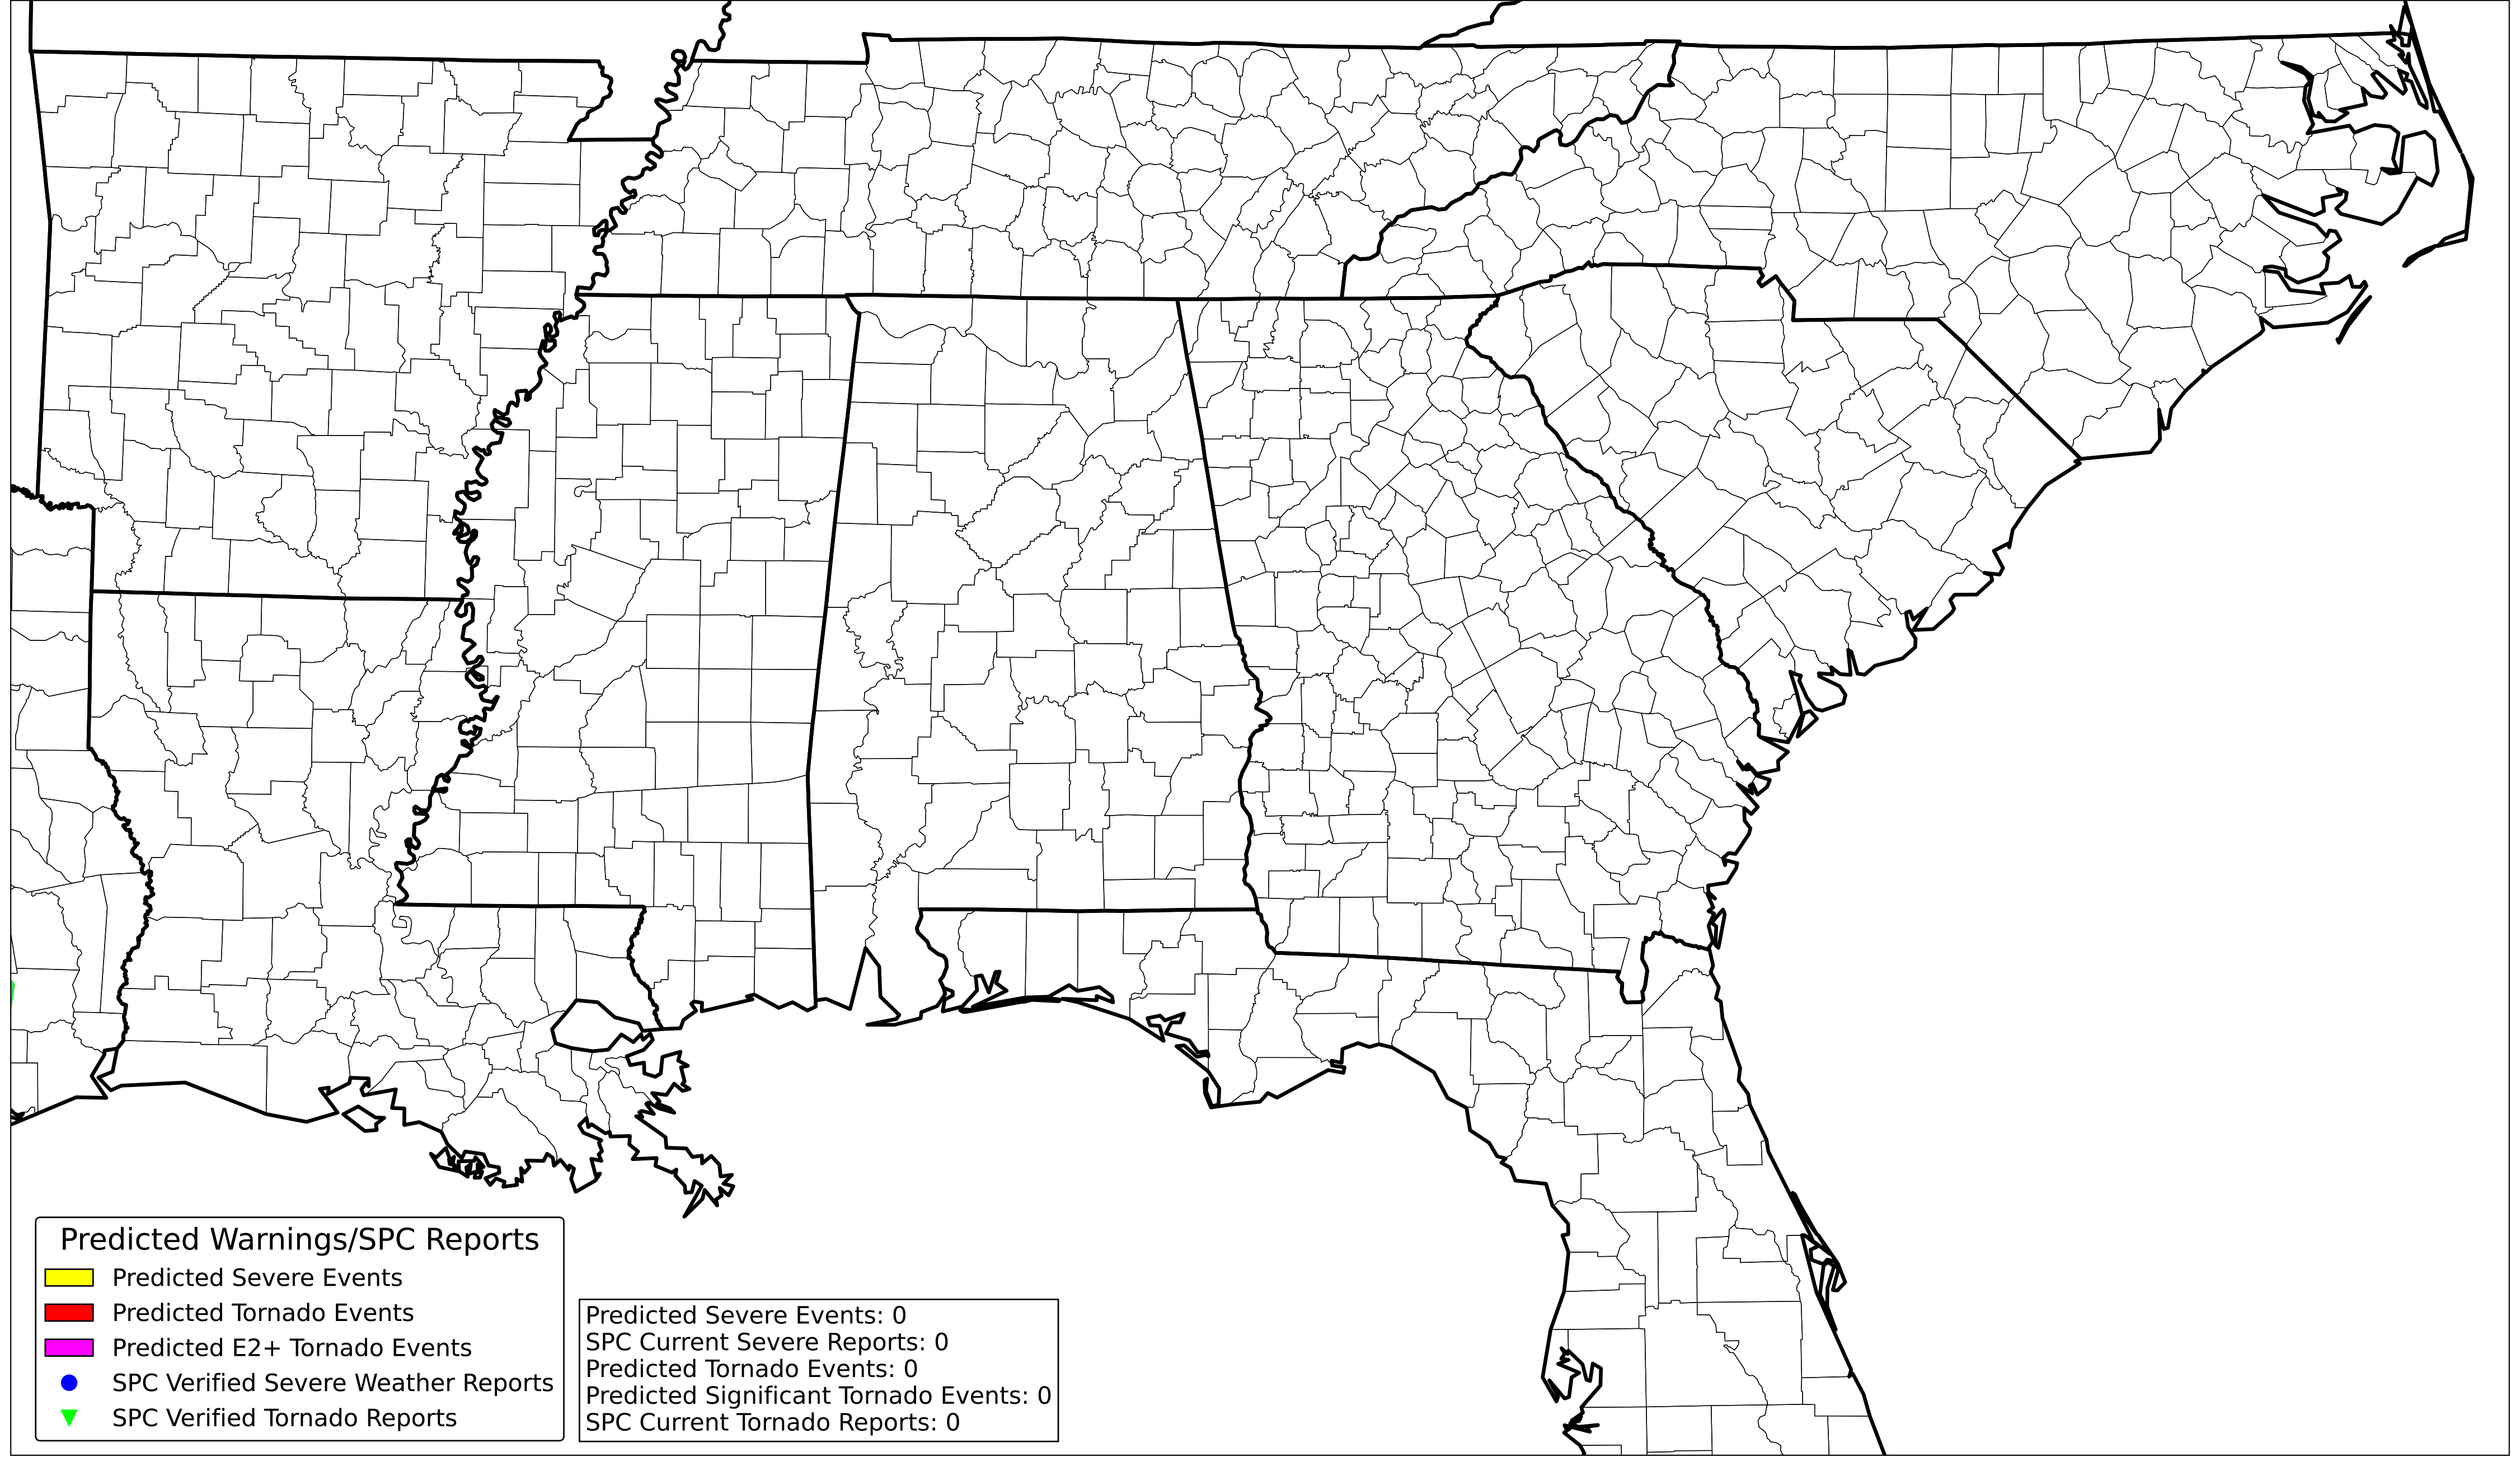 Predicted Warnings/SPC Reports
Predicted Severe Events
Predicted Tornado Events
Predicted E2+ Tornado Events
SPC Verified Severe Weather Reports
SPC Verified Tornado Reports
Predicted Severe Events: 0
SPC Current Severe Reports: 0
Predicted Tornado Events: 0
Predicted Significant Tornado Events: 0
SPC Current Tornado Reports: 0